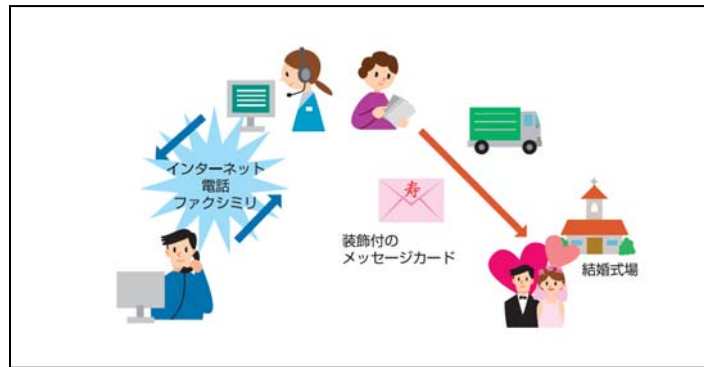 インターネット
電話
ファクシミリ
寿
装飾付の
メッセージカード
結婚式場